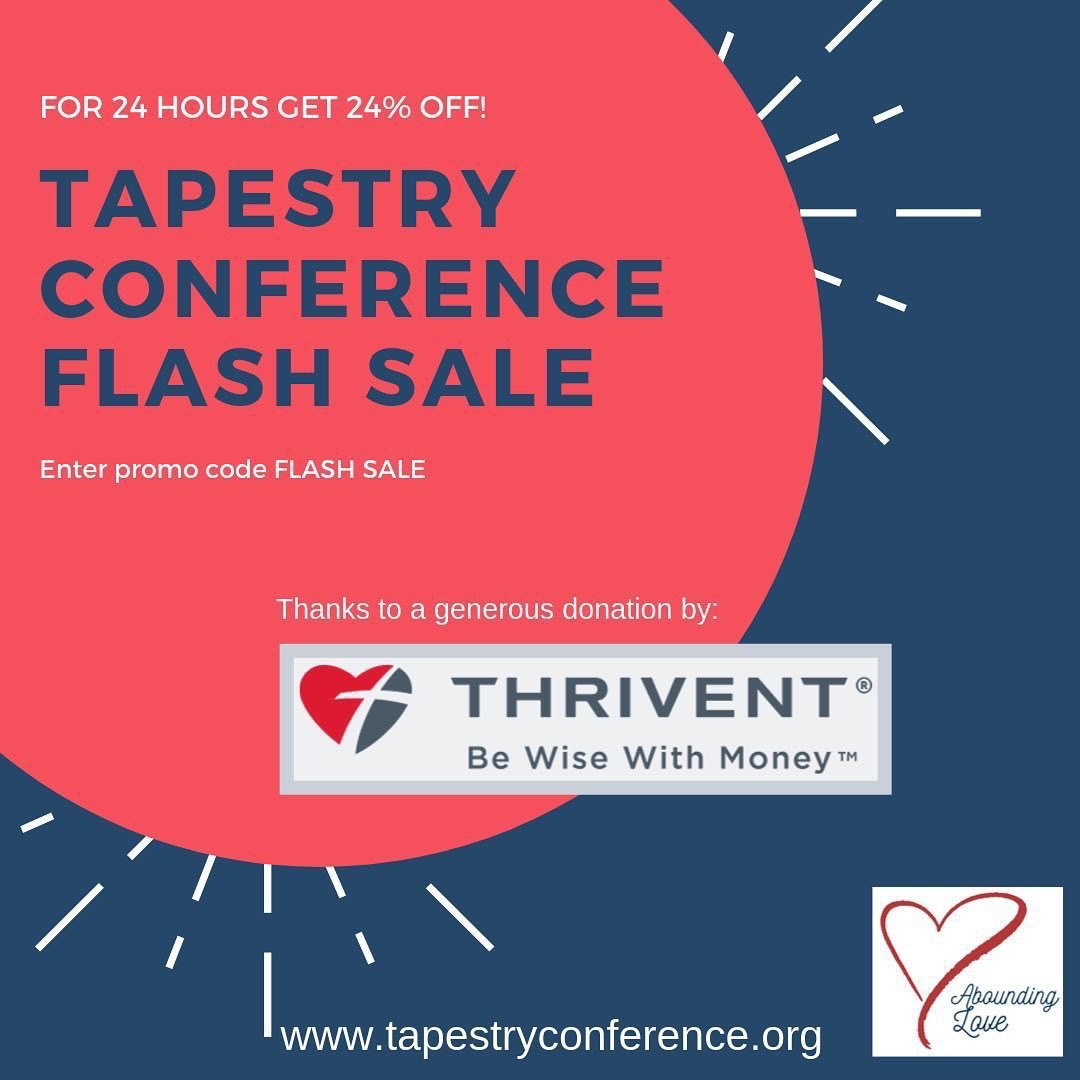 FOR 24 HOURS GET 24% OFF!
TAPESTRY
CONFERENCE
FLASH SALE
Enter promo code FLASH SALE
Thanks to a generous donation by:
THRIVENT®
Be Wise With Money™
Abounding
Love
www.tapestryconference.org